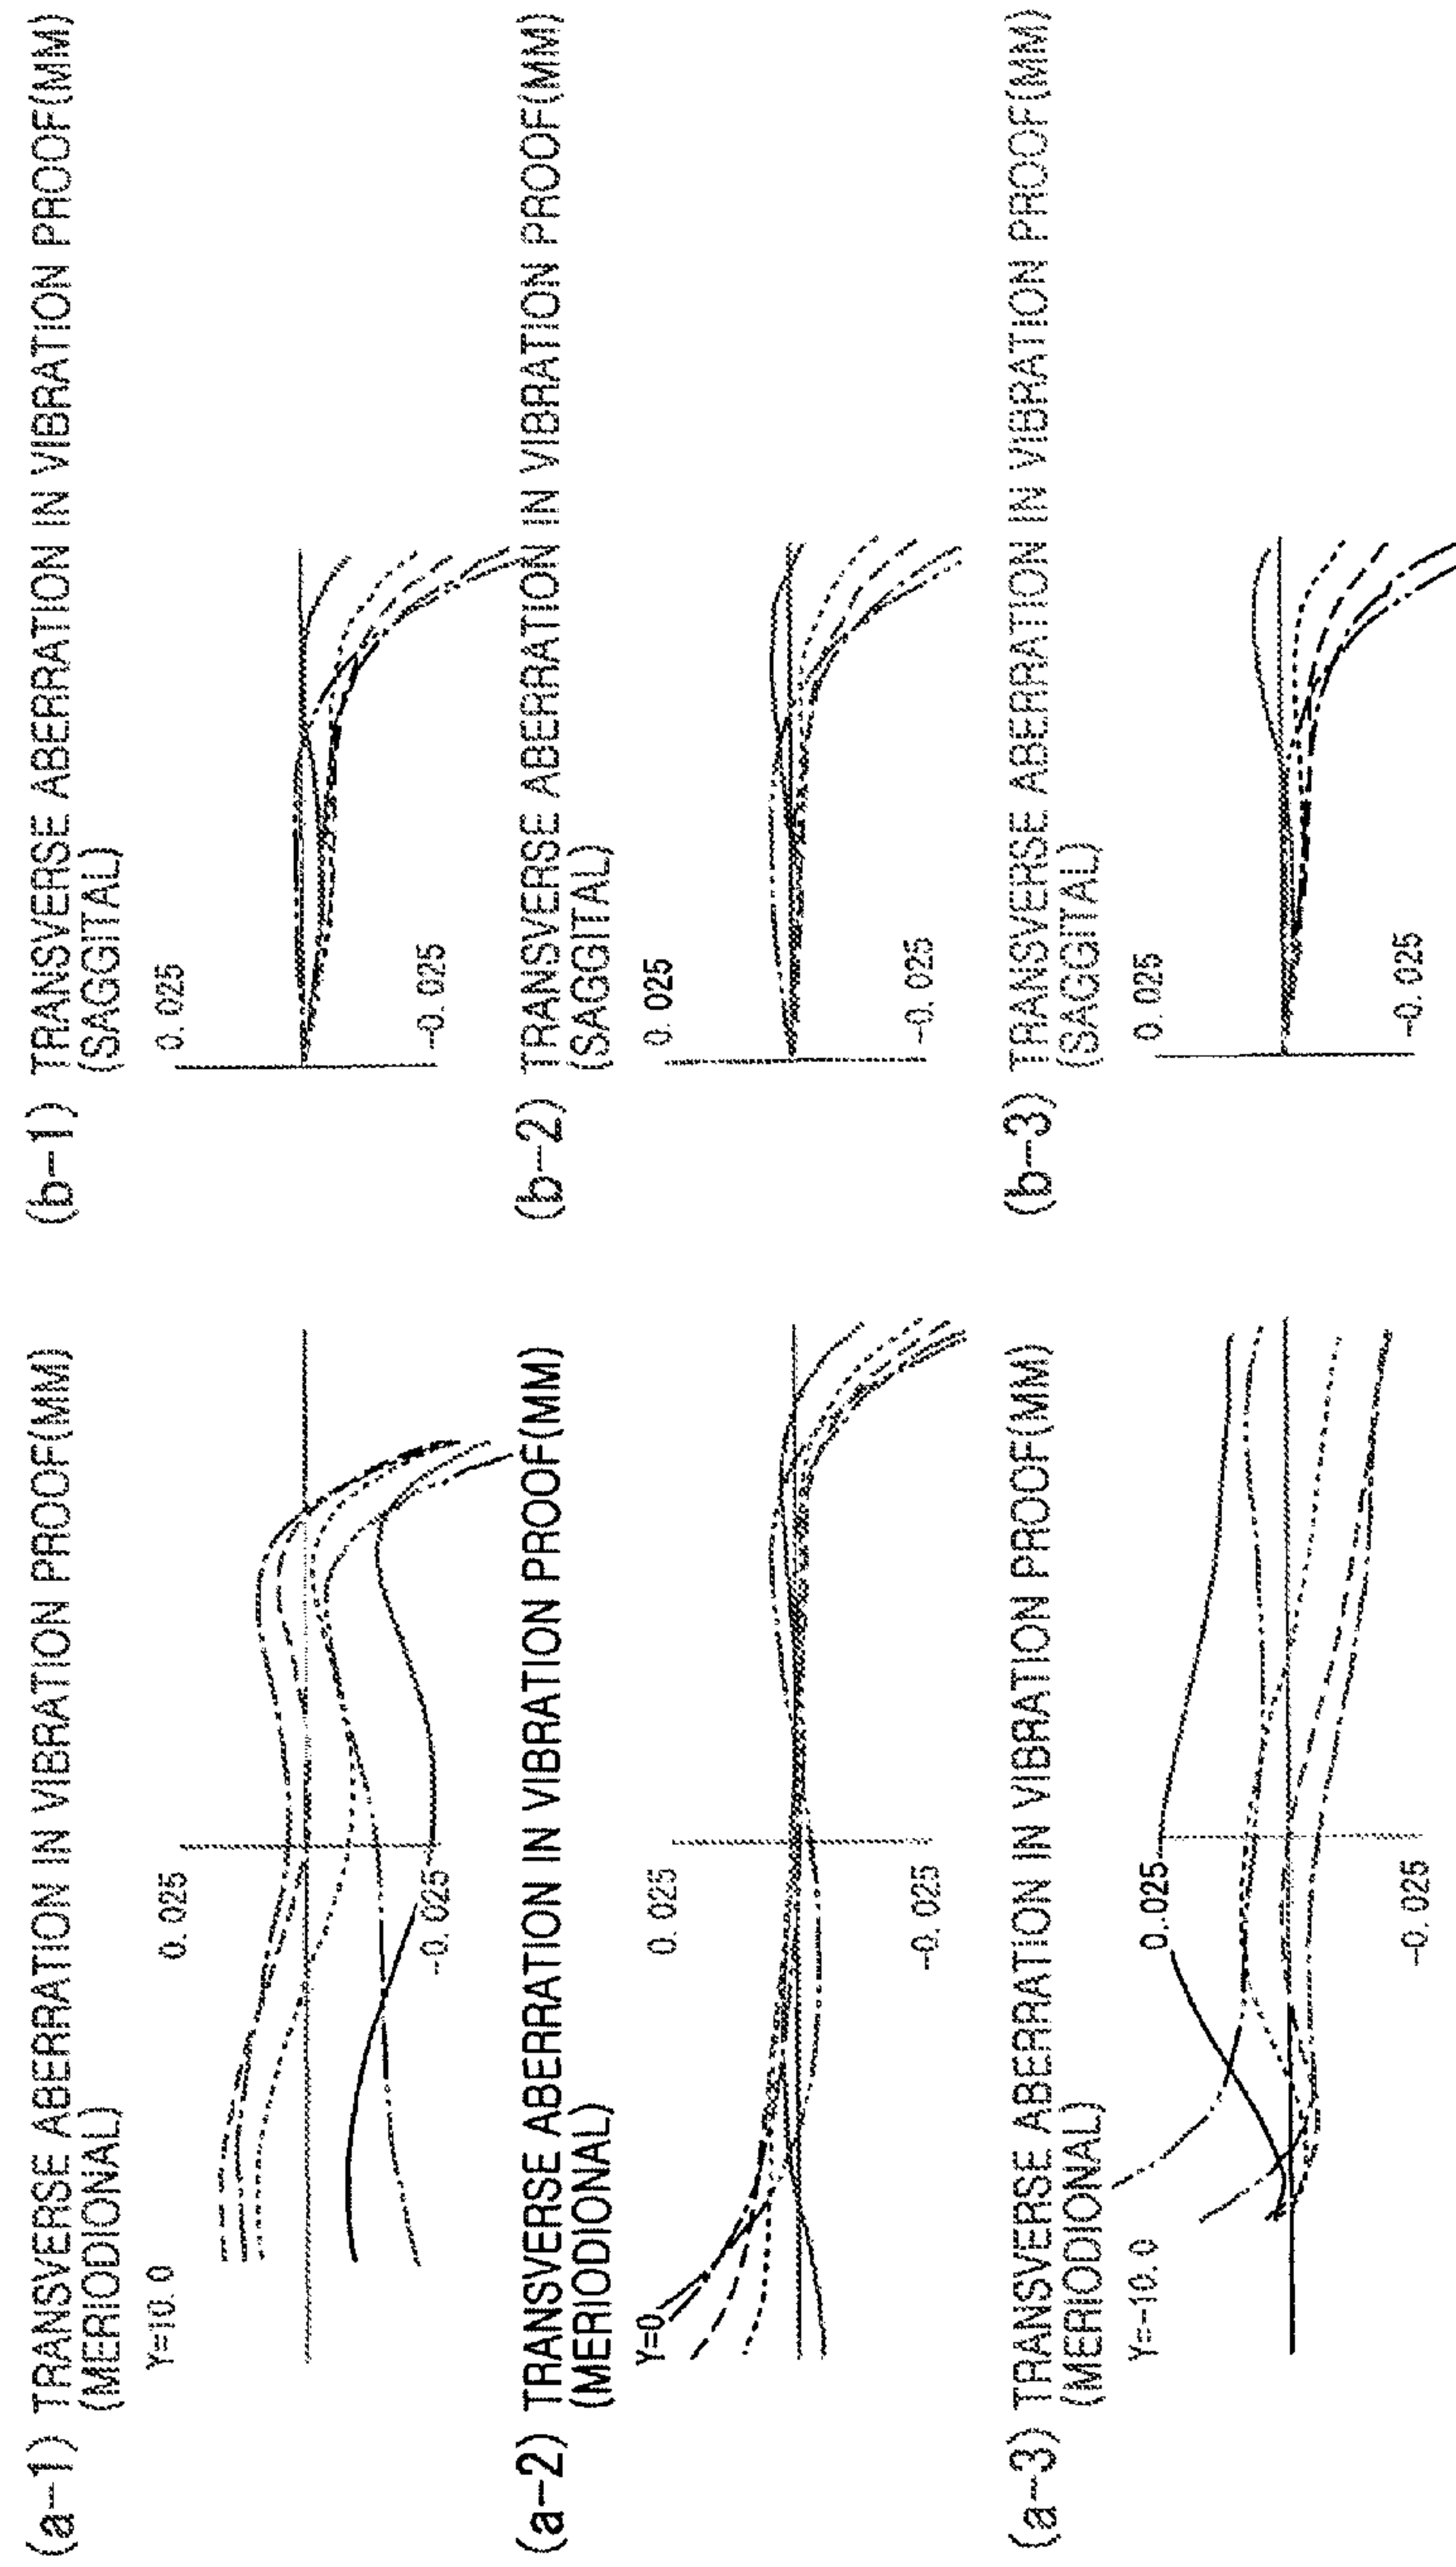 (a-1) TRANSVERSE ABERRATION IN VIBRATION PROOF(MM)
(MERIDIONAL)
Y=10.0
0.025
-0.025
(b-1) TRANSVERSE ABERRATION IN VIBRATION PROOF(MM)
(SAGGITAL)
0.025
-0.025
(a-2) TRANSVERSE ABERRATION IN VIBRATION PROOF(MM)
(MERIODIONAL)
Y=0
0.025
-0.025
(b-2) TRANSVERSE ABERRATION IN VIBRATION PROOF(MM)
(SAGGITAL)
0.025
-0.025
(a-3) TRANSVERSE ABERRATION IN VIBRATION PROOF(MM)
(MERIDIONAL)
Y=-10.0
0.025
-0.025
(b-3) TRANSVERSE ABERRATION IN VIBRATION PROOF(MM)
(SAGGITAL)
0.025
-0.025